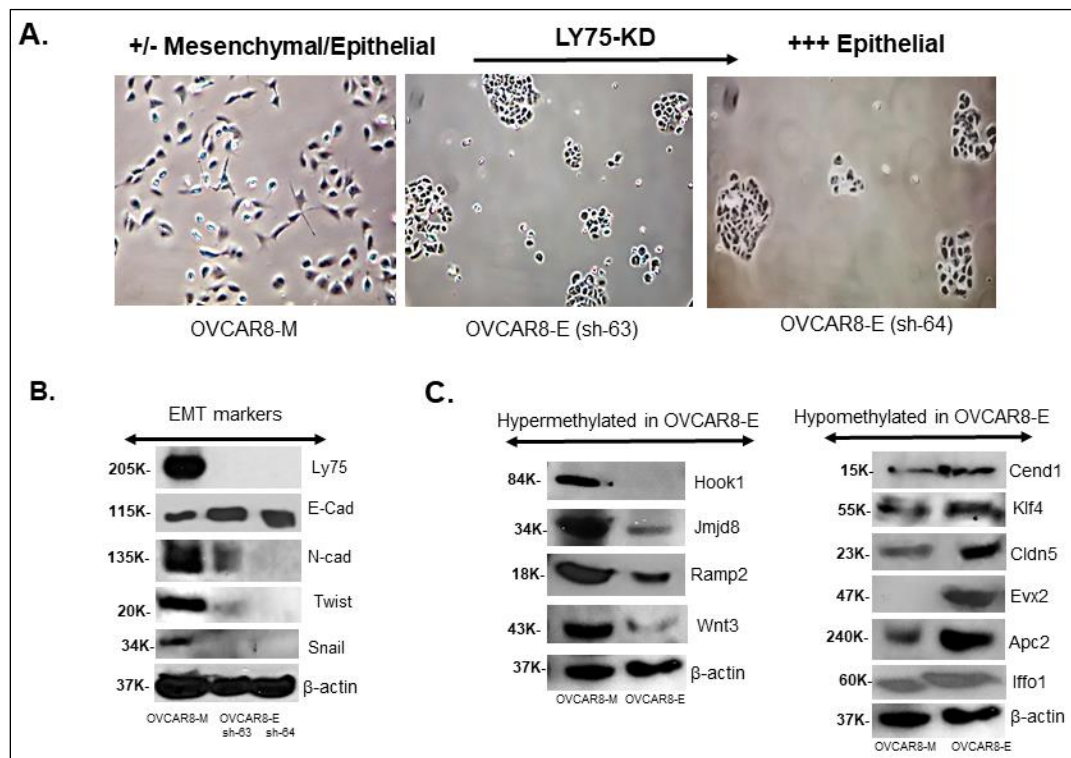 A.
+/- Mesenchymal/Epithelial
LY75-KD
+++ Epithelial
OVCAR8-M
OVCAR8-E (sh-63)
OVCAR8-E (sh-64)
B.
EMT markers
205K- Ly75
115K- E-Cad
135K- N-cad
20K- Twist
34K- Snail
37K- β-actin
OVCAR8-M OVCAR8-E
sh-63 sh-64
C.
Hypermethylated in OVCAR8-E
84K- Hook1
34K- Jmjd8
18K- Ramp2
43K- Wnt3
37K- β-actin
OVCAR8-M OVCAR8-E
Hypomethylated in OVCAR8-E
15K- Cend1
55K- Klf4
23K- Cldn5
47K- Evx2
240K- Apc2
60K- Iffo1
37K- β-actin
OVCAR8-M OVCAR8-E